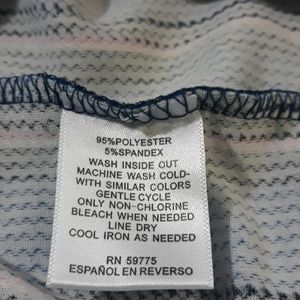 95%POLYESTER
5%SPANDEX
WASH INSIDE OUT
MACHINE WASH COLD-
WITH SIMILAR COLORS
GENTLE CYCLE
ONLY NON-CHLORINE
BLEACH WHEN NEEDED
LINE DRY
COOL IRON AS NEEDED
RN 59775
ESPAÑOL EN REVERSO